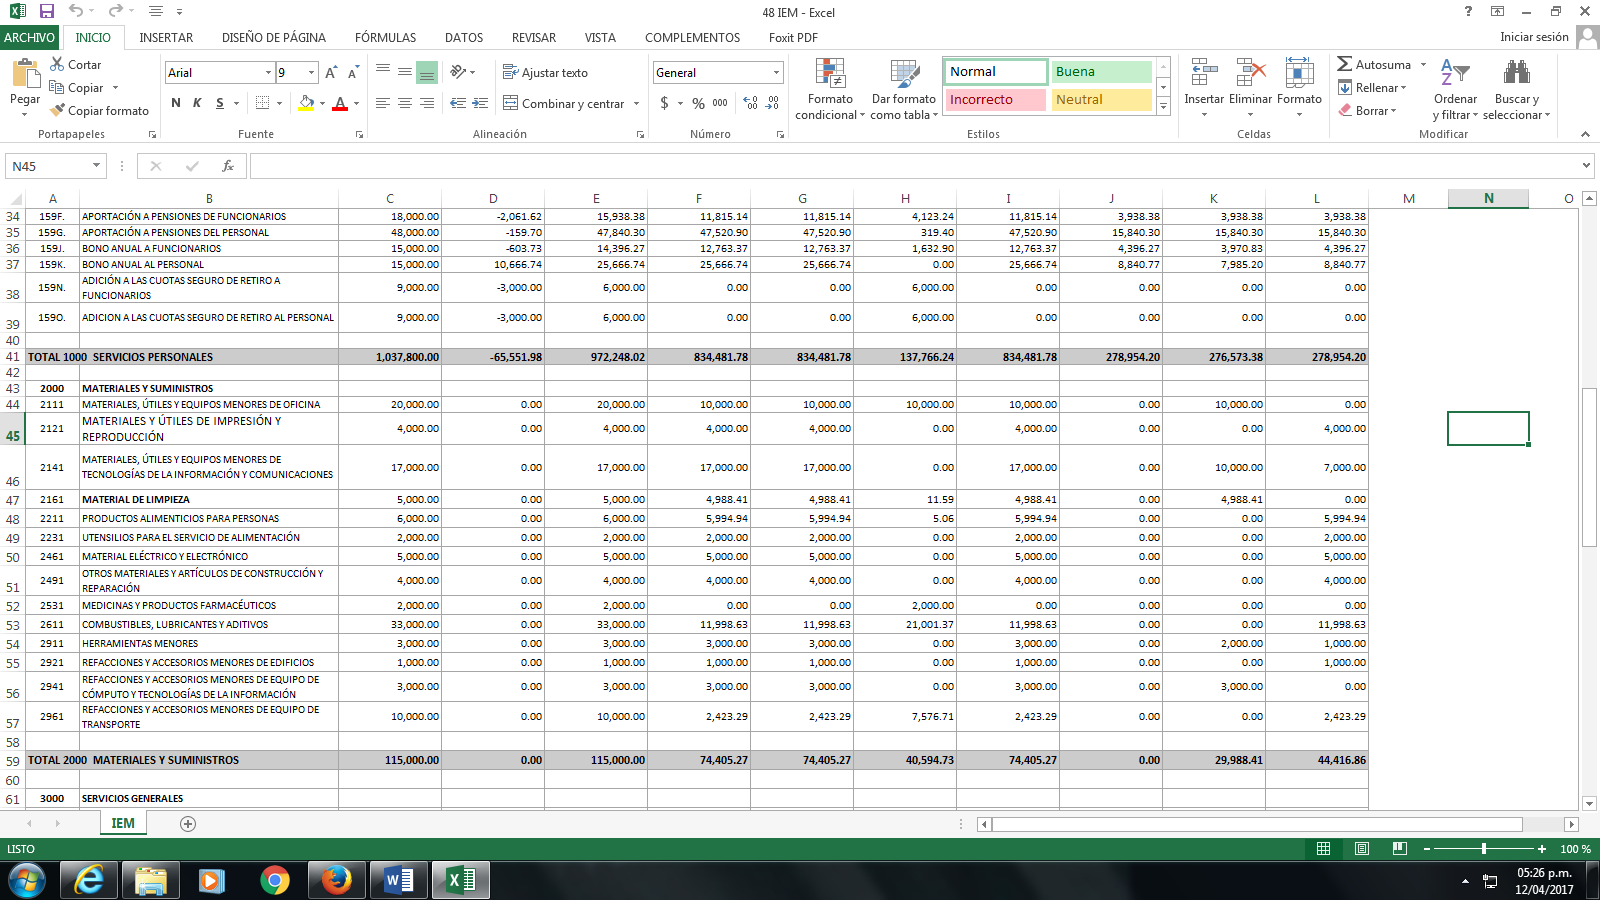 48 IEM - Excel
ARCHIVO INICIO INSERTAR DISEÑO DE PÁGINA FÓRMULAS DATOS REVISAR VISTA COMPLEMENTOS Foxit PDF Iniciar sesión
Pegar Cortar Copiar Copiar formato Portapapeles
Arial 9 N K S Fuente
Ajustar texto Combinar y centrar Alineación
General $ % 000 Número
Formato condicional Dar formato como tabla Normal Buena Incorrecto Neutral Estilos
Insertar Eliminar Formato Celdas
Autosuma Rellenar Borrar Ordenar y filtrar Buscar y seleccionar Modificar
N45 fx
A B C D E F G H I J K L M N O
34 159F. APORTACIÓN A PENSIONES DE FUNCIONARIOS 18,000.00 -2,061.62 15,938.38 11,815.14 11,815.14 4,123.24 11,815.14 3,938.38 3,938.38 3,938.38
35 159G. APORTACIÓN A PENSIONES DEL PERSONAL 48,000.00 -159.70 47,840.30 47,520.90 47,520.90 319.40 47,520.90 15,840.30 15,840.30 15,840.30
36 159J. BONO ANUAL A FUNCIONARIOS 15,000.00 -603.73 14,396.27 12,763.37 12,763.37 1,632.90 12,763.37 4,396.27 3,970.83 4,396.27
37 159K. BONO ANUAL AL PERSONAL 15,000.00 10,666.74 25,666.74 25,666.74 25,666.74 0.00 25,666.74 8,840.77 7,985.20 8,840.77
38 159N. ADICIÓN A LAS CUOTAS SEGURO DE RETIRO A FUNCIONARIOS 9,000.00 -3,000.00 6,000.00 0.00 0.00 6,000.00 0.00 0.00 0.00 0.00
39 159O. ADICION A LAS CUOTAS SEGURO DE RETIRO AL PERSONAL 9,000.00 -3,000.00 6,000.00 0.00 0.00 6,000.00 0.00 0.00 0.00 0.00
40
41 TOTAL 1000 SERVICIOS PERSONALES 1,037,800.00 -65,551.98 972,248.02 834,481.78 834,481.78 137,766.24 834,481.78 278,954.20 276,573.38 278,954.20
42
43 2000 MATERIALES Y SUMINISTROS
44 2111 MATERIALES, ÚTILES Y EQUIPOS MENORES DE OFICINA 20,000.00 0.00 20,000.00 10,000.00 10,000.00 10,000.00 10,000.00 0.00 10,000.00 0.00
45 2121 MATERIALES Y ÚTILES DE IMPRESIÓN Y REPRODUCCIÓN 4,000.00 0.00 4,000.00 4,000.00 4,000.00 0.00 4,000.00 0.00 0.00 4,000.00
46 2141 MATERIALES, ÚTILES Y EQUIPOS MENORES DE TECNOLOGÍAS DE LA INFORMACIÓN Y COMUNICACIONES 17,000.00 0.00 17,000.00 17,000.00 17,000.00 0.00 17,000.00 0.00 10,000.00 7,000.00
47 2161 MATERIAL DE LIMPIEZA 5,000.00 0.00 5,000.00 4,988.41 4,988.41 11.59 4,988.41 0.00 4,988.41 0.00
48 2211 PRODUCTOS ALIMENTICIOS PARA PERSONAS 6,000.00 0.00 6,000.00 5,994.94 5,994.94 5.06 5,994.94 0.00 0.00 5,994.94
49 2231 UTENSILIOS PARA EL SERVICIO DE ALIMENTACIÓN 2,000.00 0.00 2,000.00 2,000.00 2,000.00 0.00 2,000.00 0.00 0.00 2,000.00
50 2461 MATERIAL ELÉCTRICO Y ELECTRÓNICO 5,000.00 0.00 5,000.00 5,000.00 5,000.00 0.00 5,000.00 0.00 0.00 5,000.00
51 2491 OTROS MATERIALES Y ARTÍCULOS DE CONSTRUCCIÓN Y REPARACIÓN 4,000.00 0.00 4,000.00 4,000.00 4,000.00 0.00 4,000.00 0.00 0.00 4,000.00
52 2531 MEDICINAS Y PRODUCTOS FARMACÉUTICOS 2,000.00 0.00 2,000.00 0.00 0.00 2,000.00 0.00 0.00 0.00 0.00
53 2611 COMBUSTIBLES, LUBRICANTES Y ADITIVOS 33,000.00 0.00 33,000.00 11,998.63 11,998.63 21,001.37 11,998.63 0.00 0.00 11,998.63
54 2911 HERRAMIENTAS MENORES 3,000.00 0.00 3,000.00 3,000.00 3,000.00 0.00 3,000.00 0.00 2,000.00 1,000.00
55 2921 REFACCIONES Y ACCESORIOS MENORES DE EDIFICIOS 1,000.00 0.00 1,000.00 1,000.00 1,000.00 0.00 1,000.00 0.00 0.00 1,000.00
56 2941 REFACCIONES Y ACCESORIOS MENORES DE EQUIPO DE CÓMPUTO Y TECNOLOGÍAS DE LA INFORMACIÓN 3,000.00 0.00 3,000.00 3,000.00 3,000.00 0.00 3,000.00 0.00 3,000.00 0.00
57 2961 REFACCIONES Y ACCESORIOS MENORES DE EQUIPO DE TRANSPORTE 10,000.00 0.00 10,000.00 2,423.29 2,423.29 7,576.71 2,423.29 0.00 0.00 2,423.29
58
59 TOTAL 2000 MATERIALES Y SUMINISTROS 115,000.00 0.00 115,000.00 74,405.27 74,405.27 40,594.73 74,405.27 0.00 29,988.41 44,416.86
60
61 3000 SERVICIOS GENERALES
IEM
LISTO 100 %
05:26 p.m.
12/04/2017